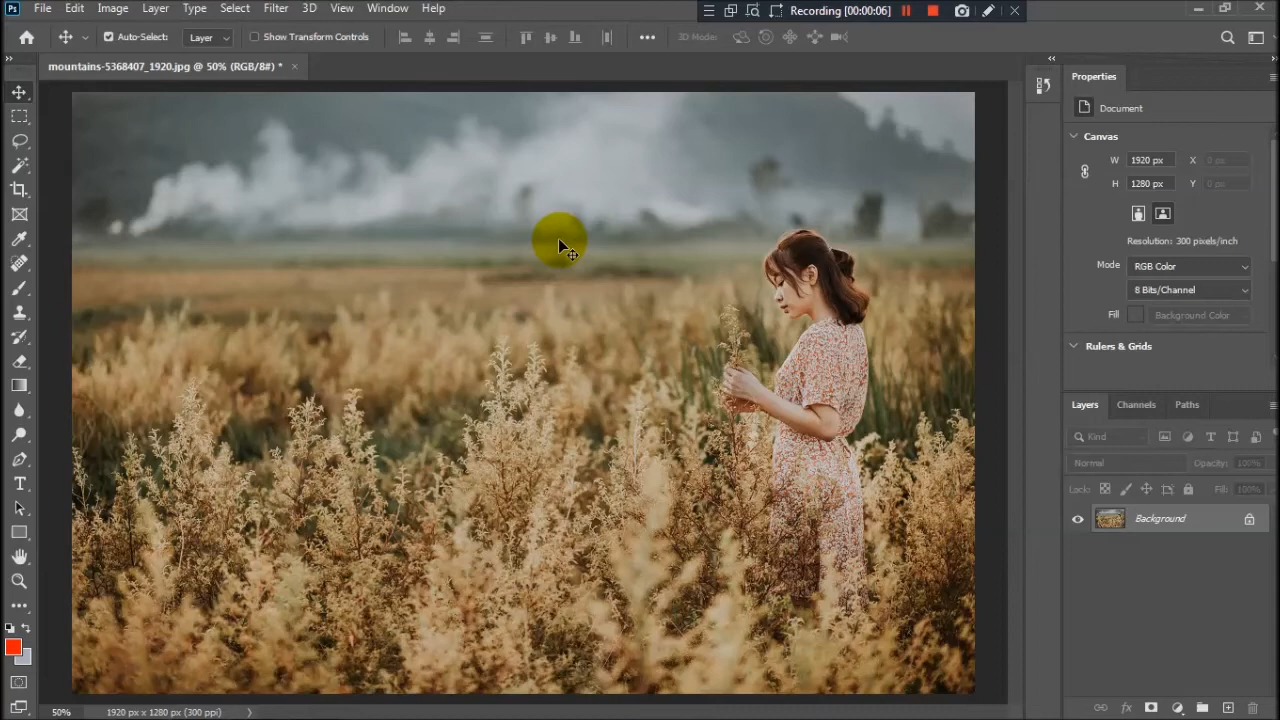 Ps File Edit Image Layer Type Select Filter 3D View Window Help
Recording [00:00:06]
Auto-Select: Layer Show Transform Controls 3D Mode:
mountains-5368407_1920.jpg @ 50% (RGB/8#) *
Properties
Document
Canvas
W 1920 px X 0 px
H 1280 px Y 0 px
Resolution: 300 pixels/inch
Mode RGB Color
8 Bits/Channel
Fill Background Color
Rulers & Grids
Layers Channels Paths
Kind
Normal Opacity: 100%
Lock: Fill: 100%
Background
50% 1920 px x 1280 px (300 ppi)